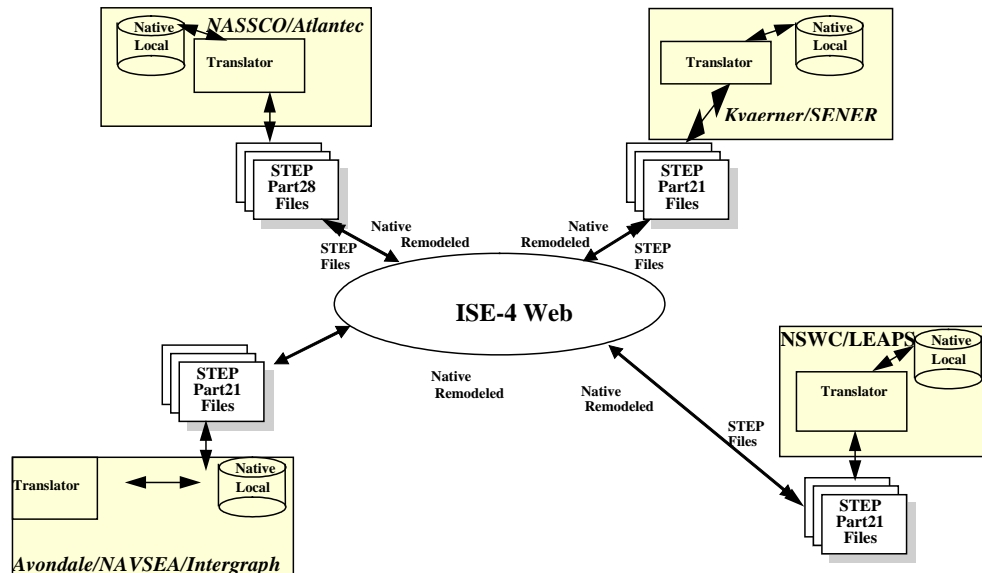 NASSCO/Atlantec
Native
Local
Translator
STEP
Part28
Files
Native
Remodeled
STEP
Files
Native
Local
Translator
Kvaerner/SENER
STEP
Part21
Files
Native
Remodeled
STEP
Files
ISE-4 Web
STEP
Part21
Files
Native
Remodeled
Translator
Native
Local
Avondale/NAVSEA/Intergraph
Native
Remodeled
STEP
Files
NSWC/LEAPS
Native
Local
Translator
STEP
Part21
Files